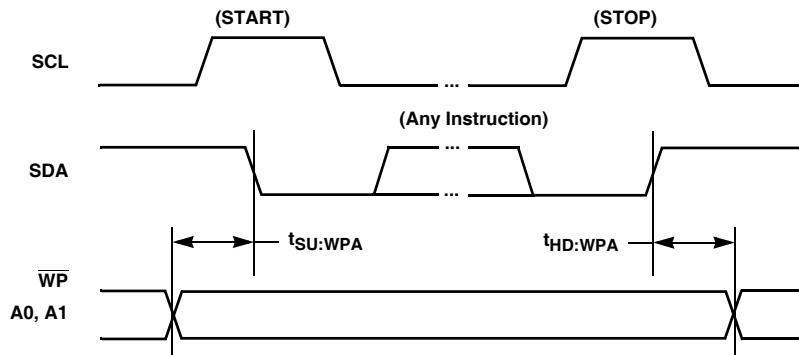 (START)
(STOP)
SCL
...
(Any Instruction)
SDA
...
...
tSU:WPA
tHD:WPA
WP
A0, A1